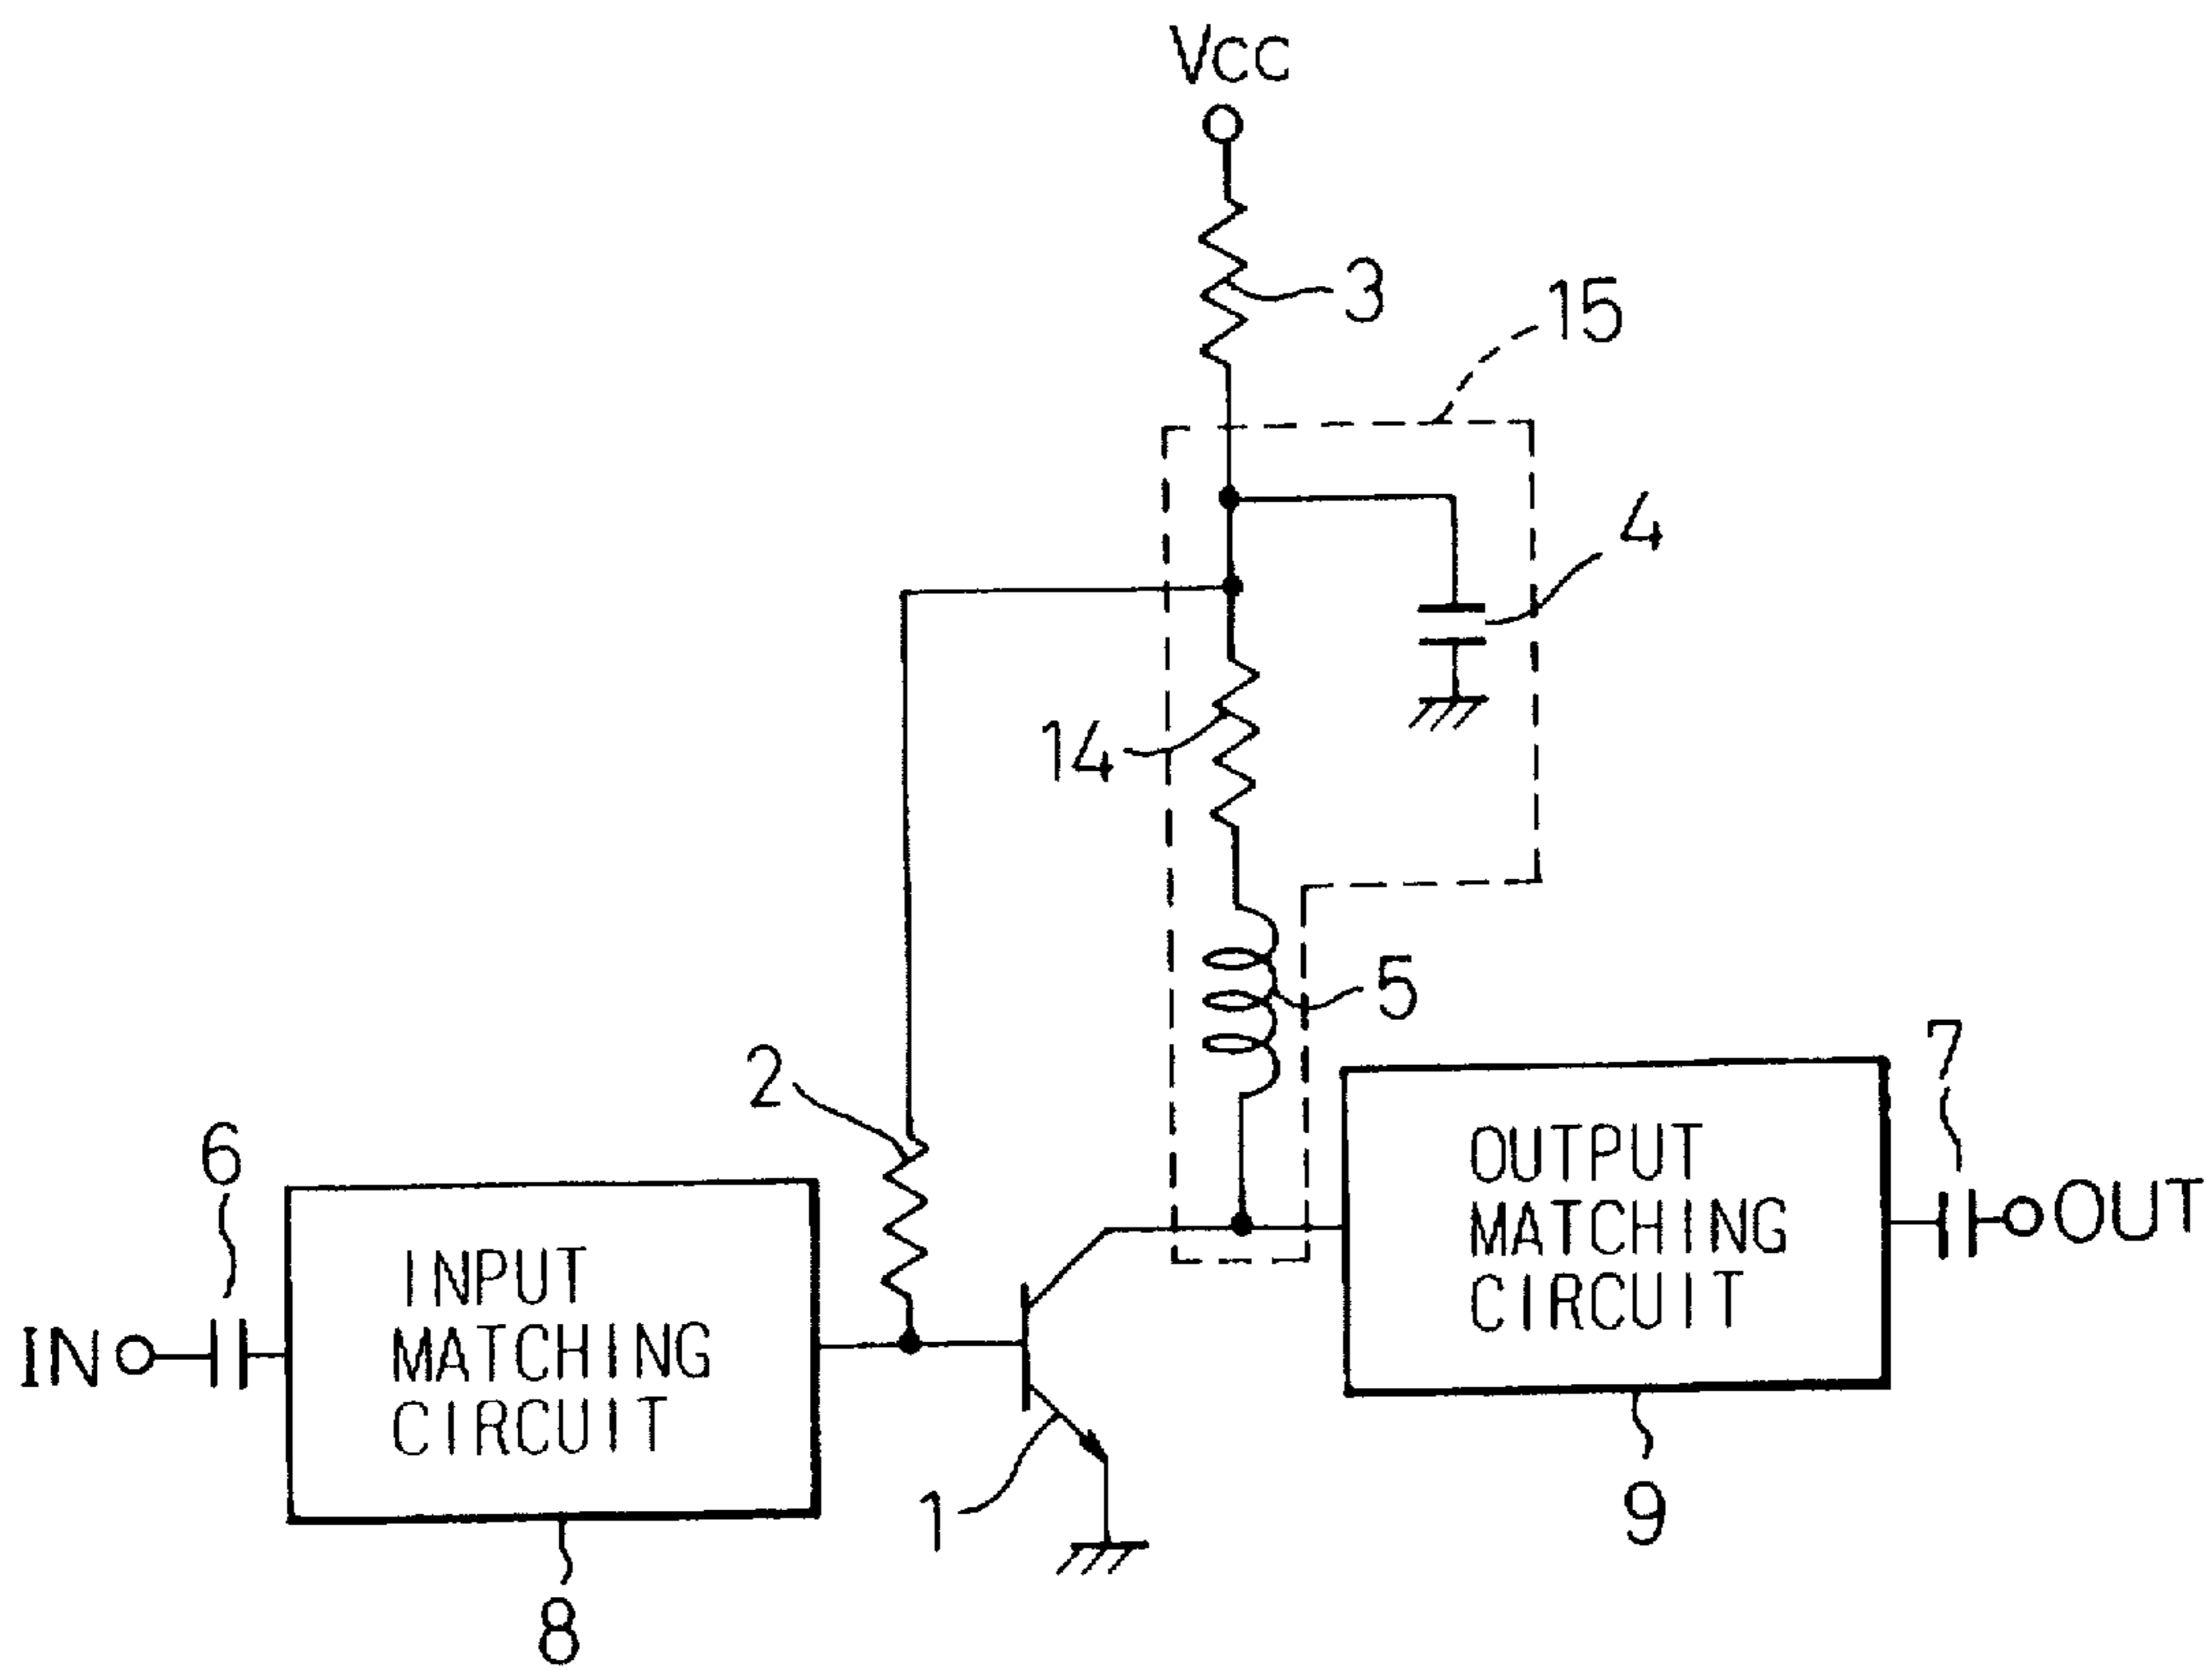 VCC
3
15
4
14
5
7
2
6
OUTPUT
MATCHING
CIRCUIT
OUT
INPUT
MATCHING
CIRCUIT
IN
1
9
8